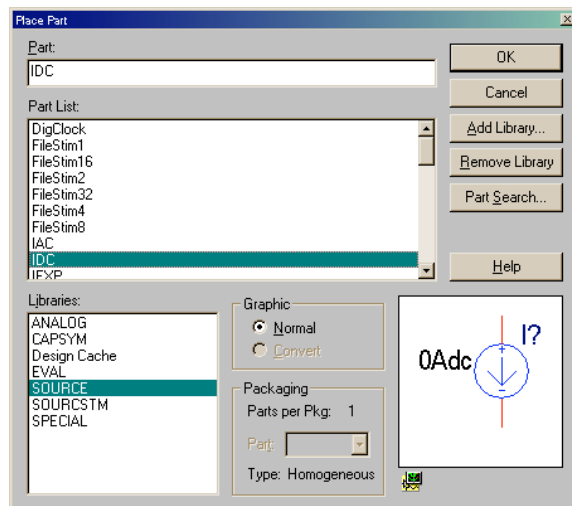 Place Part
Part:
IDC
Part List:
DigClock
FileStim1
FileStim16
FileStim2
FileStim32
FileStim4
FileStim8
IAC
IDC
IEXP
OK
Cancel
Add Library...
Remove Library
Part Search...
Help
Libraries:
ANALOG
CAPSYM
Design Cache
EVAL
SOURCE
SOURCSTM
SPECIAL
Graphic
Normal
Convert
Packaging
Parts per Pkg: 1
Part:
Type: Homogeneous
I?
0Adc